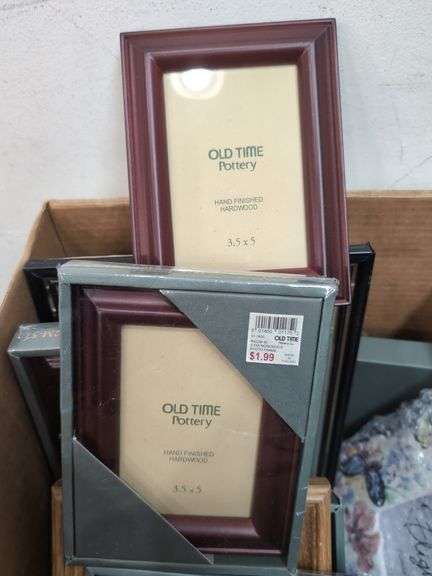 OLD TIME
Pottery
HAND FINISHED
HARDWOOD
3.5 x 5
OLD TIME
$1.99
OLD TIME
Pottery
HAND FINISHED
HARDWOOD
3.5 x 5